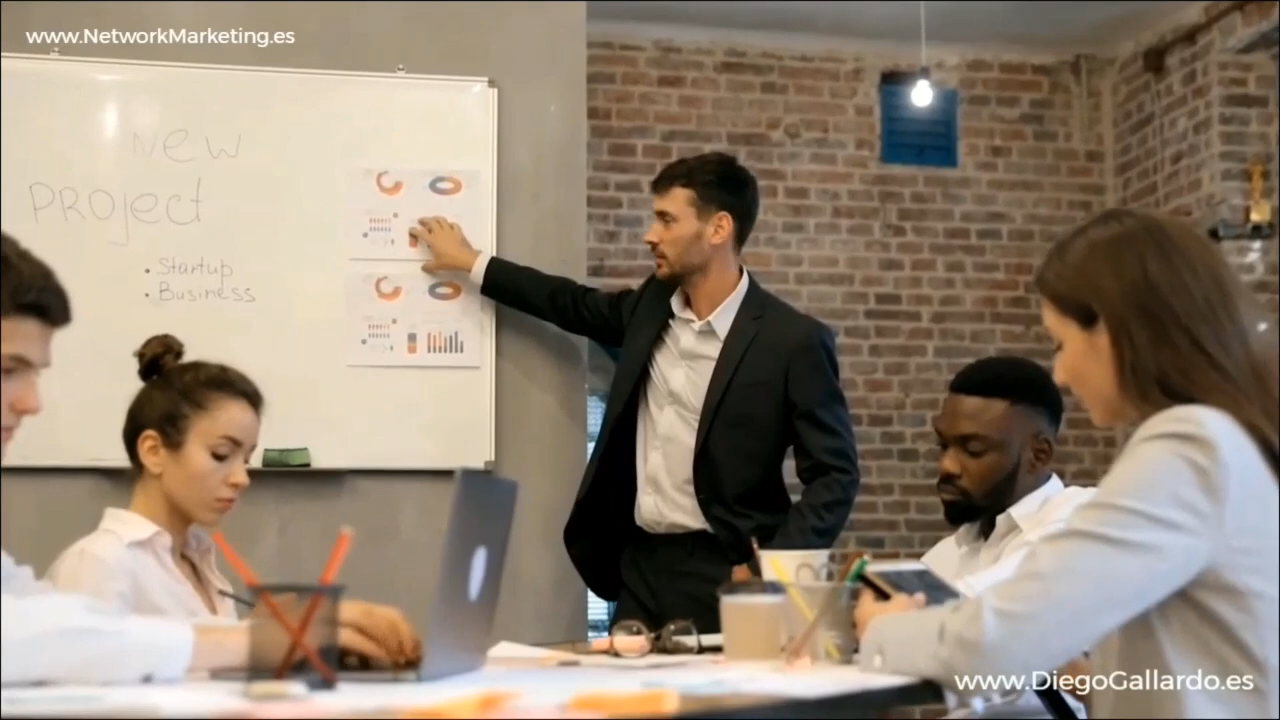 www.NetworkMarketing.es
New
PROject
• Startup
• Business
www.DiegoGallardo.es